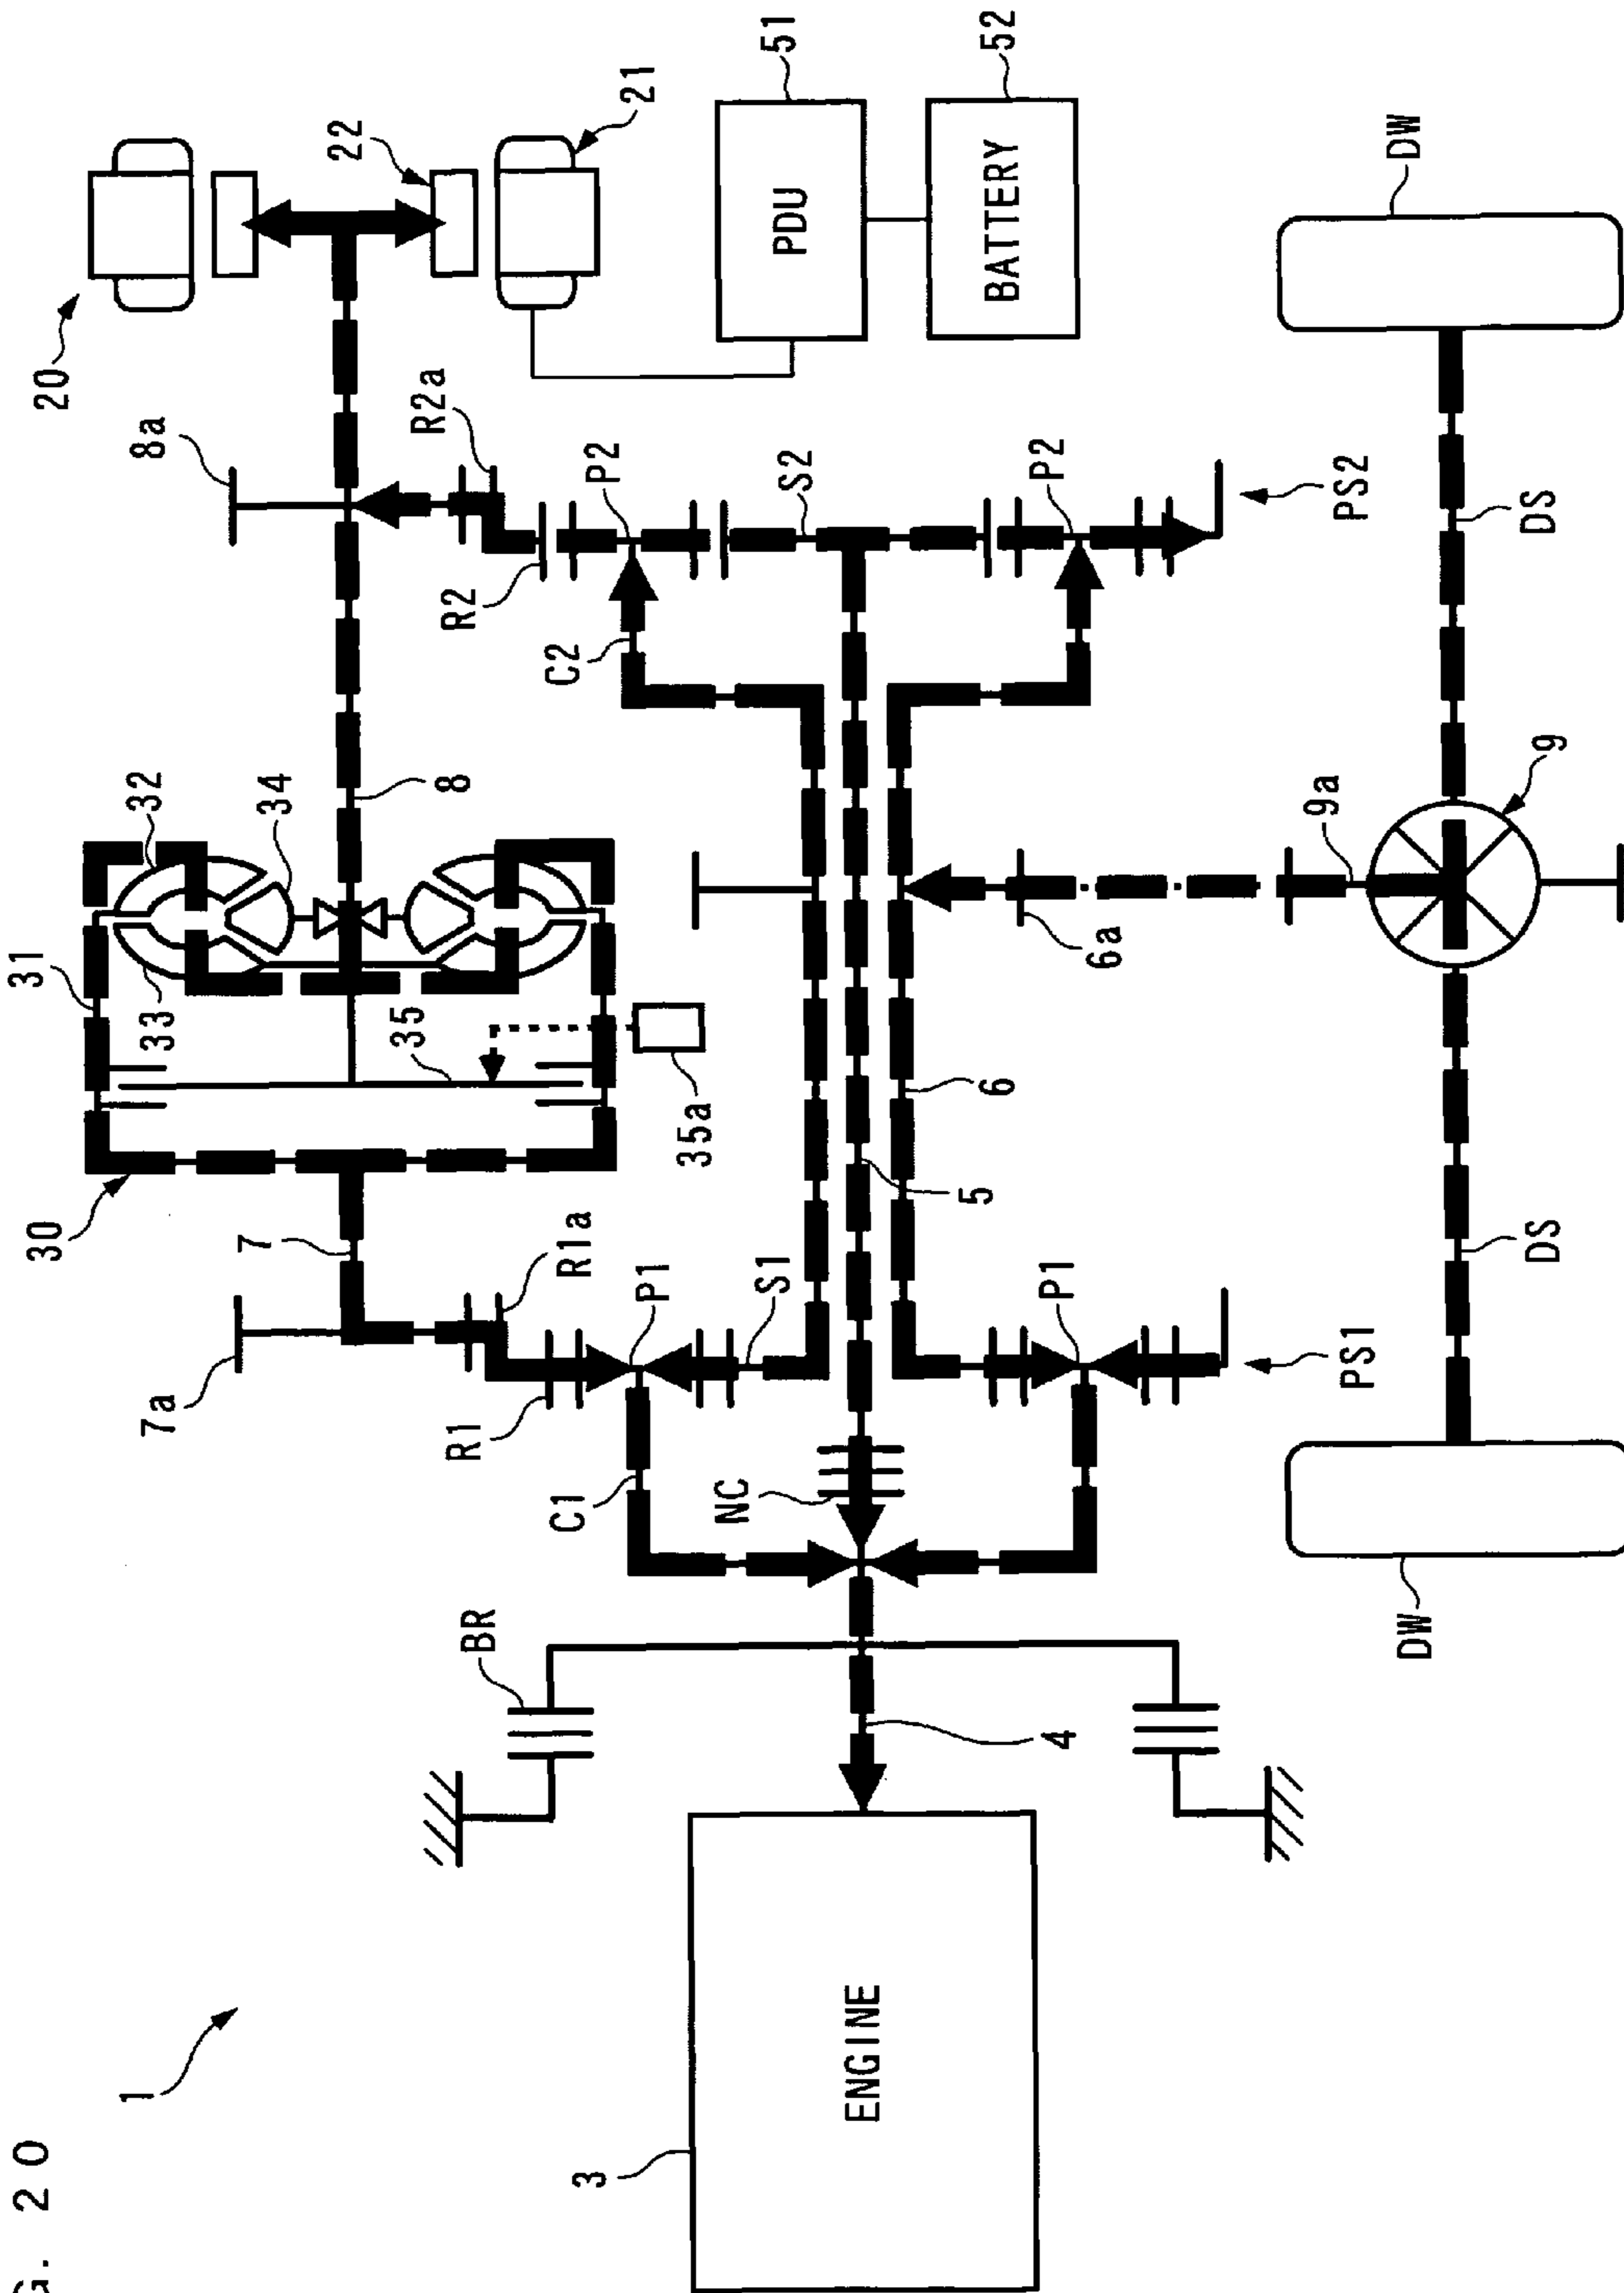 G. 20
1
3
ENGINE
4
BR
DW
7a
7
30
R1
R1a
P1
S1
C1
NC
P1
PS1
DS
5
6
31
33
35
35a
32
34
8
6a
9a
9
20
8a
R2a
R2
P2
C2
S2
P2
PS2
DS
22
21
PDU
51
BATTERY
52
DW